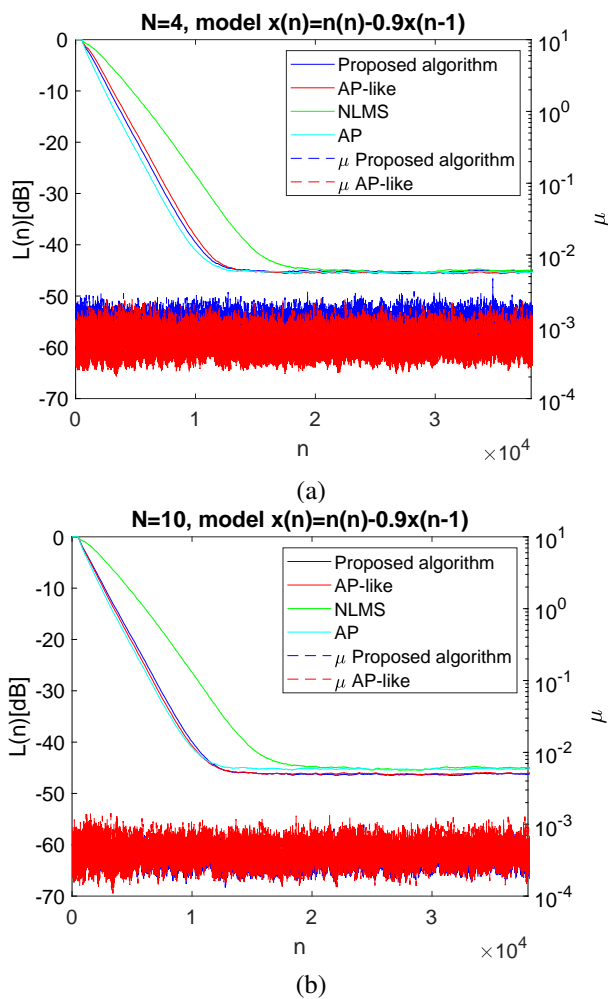 N=4, model x(n)=n(n)-0.9x(n-1)
0
-10
-20
-30
-40
-50
-60
-70
L(n)[dB]
Proposed algorithm
AP-like
NLMS
AP
μ Proposed algorithm
μ AP-like
10^1
10^0
10^-1
10^-2
10^-3
10^-4
μ
0 1 2 3
n
×10^4
(a)
N=10, model x(n)=n(n)-0.9x(n-1)
0
-10
-20
-30
-40
-50
-60
-70
L(n)[dB]
Proposed algorithm
AP-like
NLMS
AP
μ Proposed algorithm
μ AP-like
10^1
10^0
10^-1
10^-2
10^-3
10^-4
μ
0 1 2 3
n
×10^4
(b)